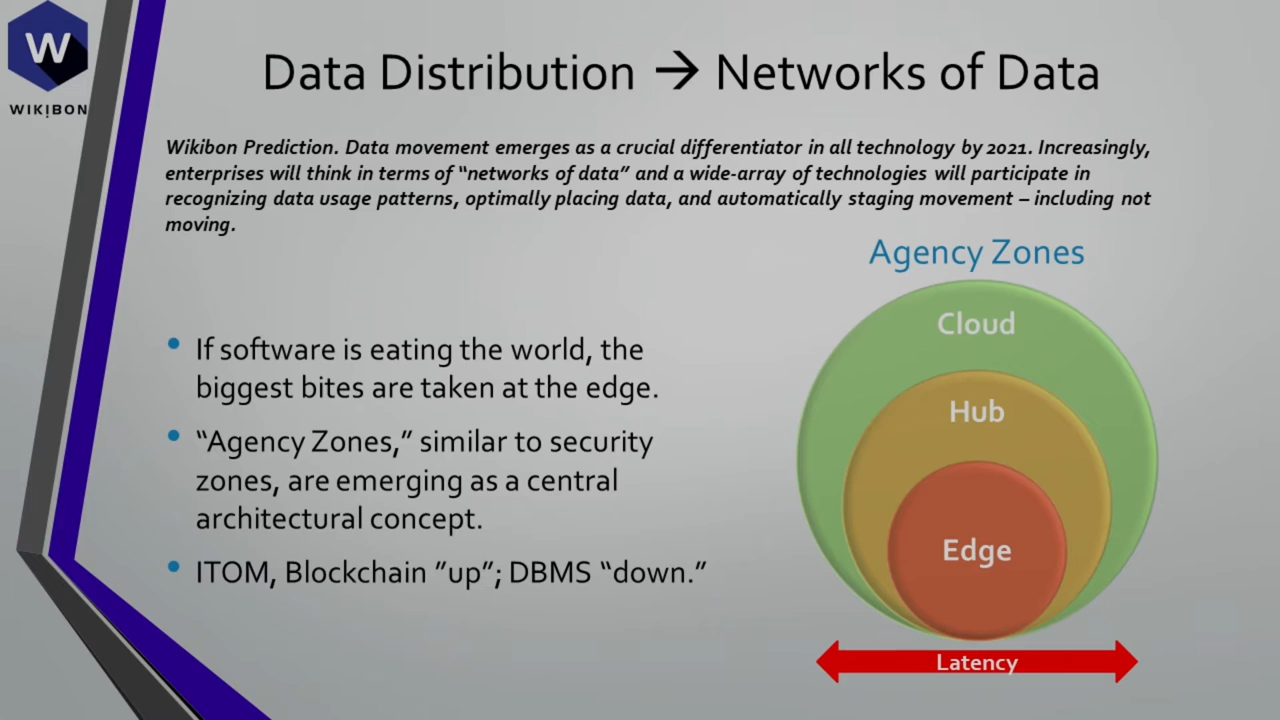 W
WIKIBON
Data Distribution → Networks of Data
Wikibon Prediction. Data movement emerges as a crucial differentiator in all technology by 2021. Increasingly,
enterprises will think in terms of “networks of data” and a wide-array of technologies will participate in
recognizing data usage patterns, optimally placing data, and automatically staging movement – including not
moving.
• If software is eating the world, the
biggest bites are taken at the edge.
• “Agency Zones,” similar to security
zones, are emerging as a central
architectural concept.
• ITOM, Blockchain “up”; DBMS “down.”
Agency Zones
Cloud
Hub
Edge
Latency